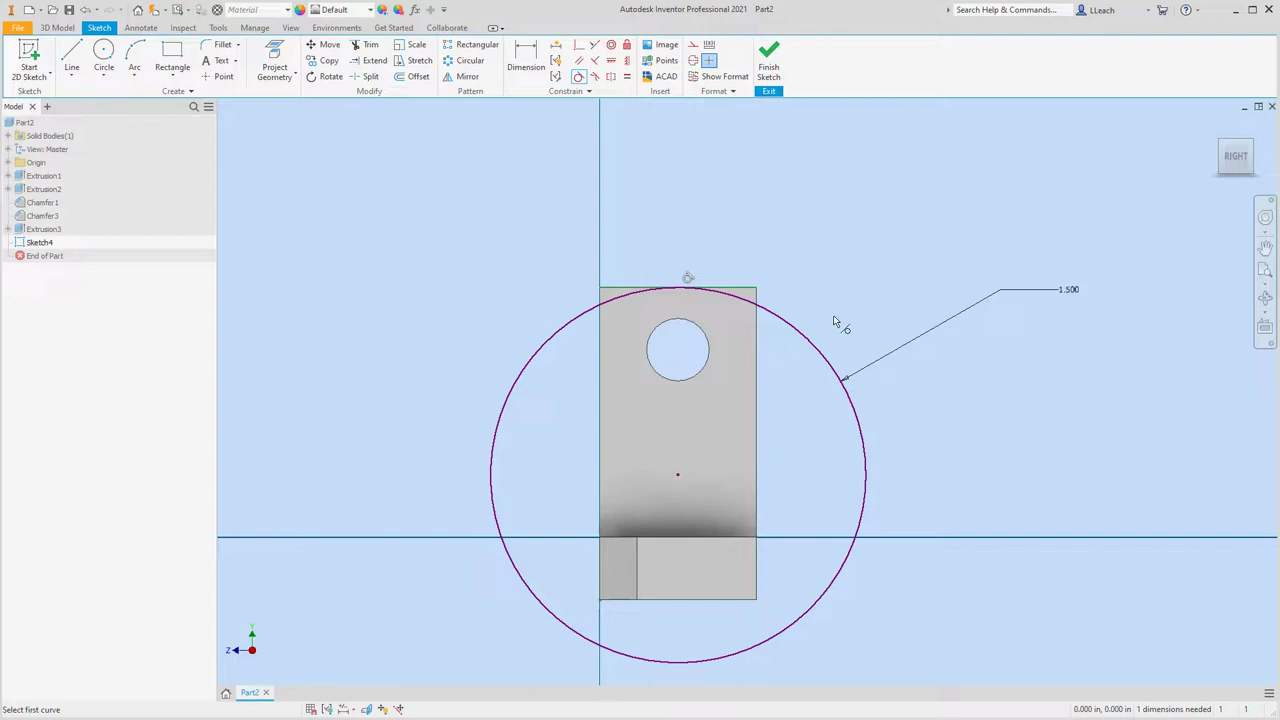 Material
Default
Autodesk Inventor Professional 2021 Part2
Search Help & Commands...
LLeach
File 3D Model Sketch Annotate Inspect Tools Manage View Environments Get Started Collaborate
Start
2D Sketch
Line
Circle
Arc
Rectangle
Fillet
Text
Point
Project
Geometry
Move
Copy
Rotate
Trim
Extend
Split
Scale
Stretch
Offset
Rectangular
Circular
Mirror
Dimension
Image
Points
ACAD
Show Format
Finish
Sketch
Sketch Create Modify Pattern Constrain Insert Format Exit
Model
Part2
Solid Bodies(1)
View: Master
Origin
Extrusion1
Extrusion2
Chamfer1
Chamfer3
Extrusion3
Sketch4
End of Part
RIGHT
1.500
Y
Z
Part2
Select first curve
0.000 in, 0.000 in 1 dimensions needed 1 1